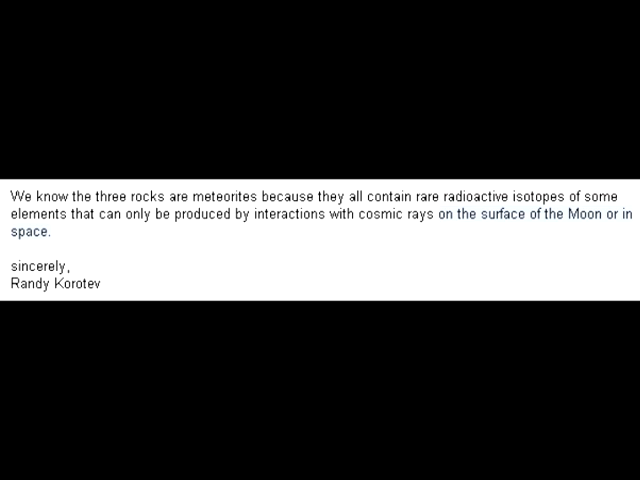 We know the three rocks are meteorites because they all contain rare radioactive isotopes of some
elements that can only be produced by interactions with cosmic rays on the surface of the Moon or in
space.
sincerely,
Randy Korotev